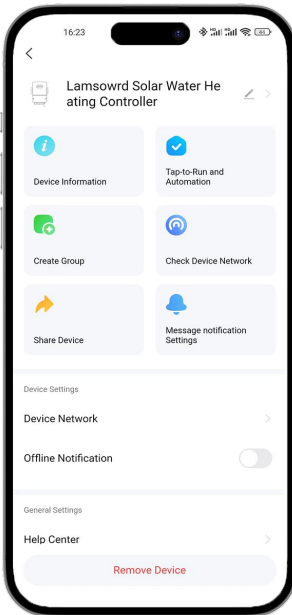 16:23
Lamsowrd Solar Water He
ating Controller
Device Information
Tap-to-Run and
Automation
Create Group
Check Device Network
Share Device
Message notification
Settings
Device Settings
Device Network
Offline Notification
General Settings
Help Center
Remove Device